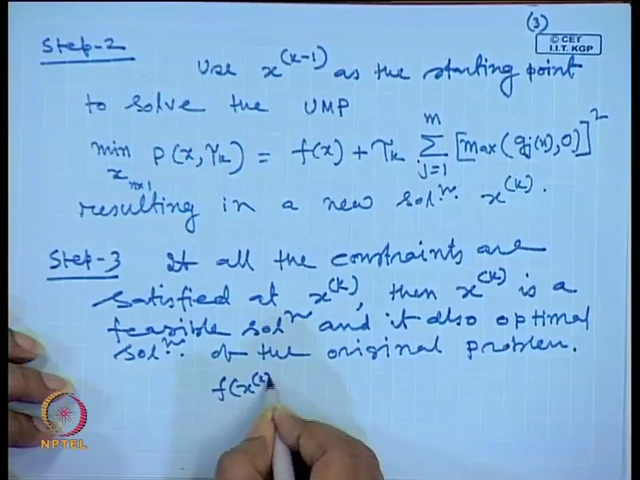 (3)
© CET
I.I.T. KGP
Step-2
Use x^(k-1) as the starting point
to solve the UMP
min P(x, r_k) = f(x) + r_k Σ [max(g_j(x), 0)]^2
x_n×1 j=1 m
resulting in a new sol^n. x^(k).
Step-3 If all the constraints are
satisfied at x^(k), then x^(k) is a
feasible sol^n and it also optimal
sol^n. of the original problem.
f(x^(k)
NPTEL